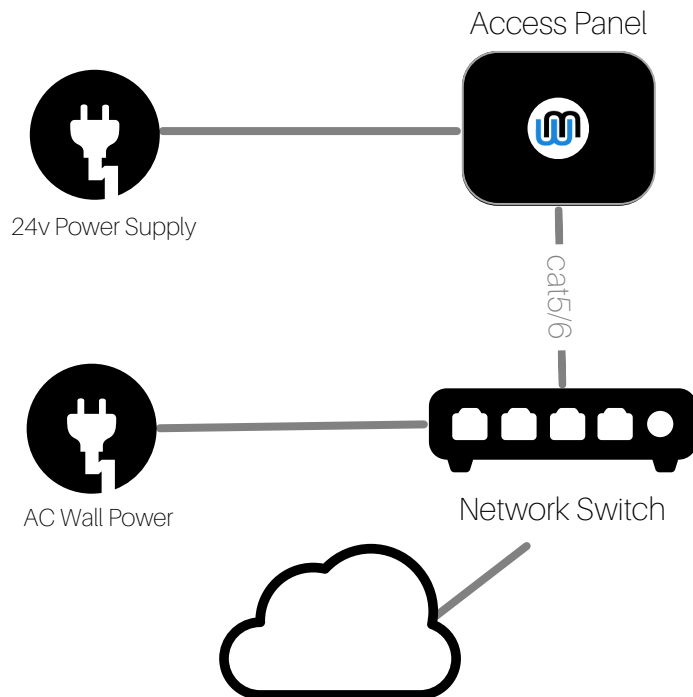 Access Panel
24v Power Supply
cat5/6
AC Wall Power
Network Switch